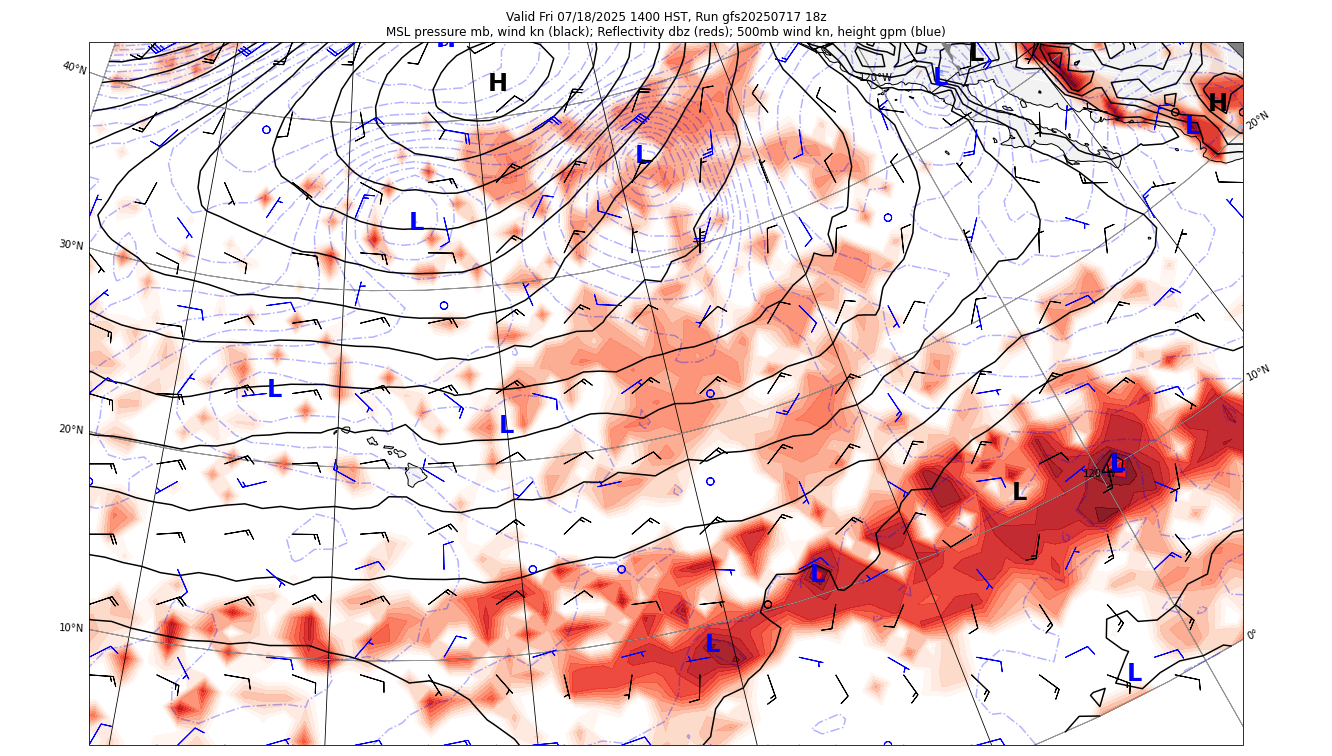 Valid Fri 07/18/2025 1400 HST, Run gfs20250717 18z
MSL pressure mb, wind kn (black); Reflectivity dbz (reds); 500mb wind kn, height gpm (blue)
H
L
L
120°W
40°N
H
L
20°N
L
L
30°N
L
10°N
L
20°N
L
L
L
L
10°N
L
0°
L